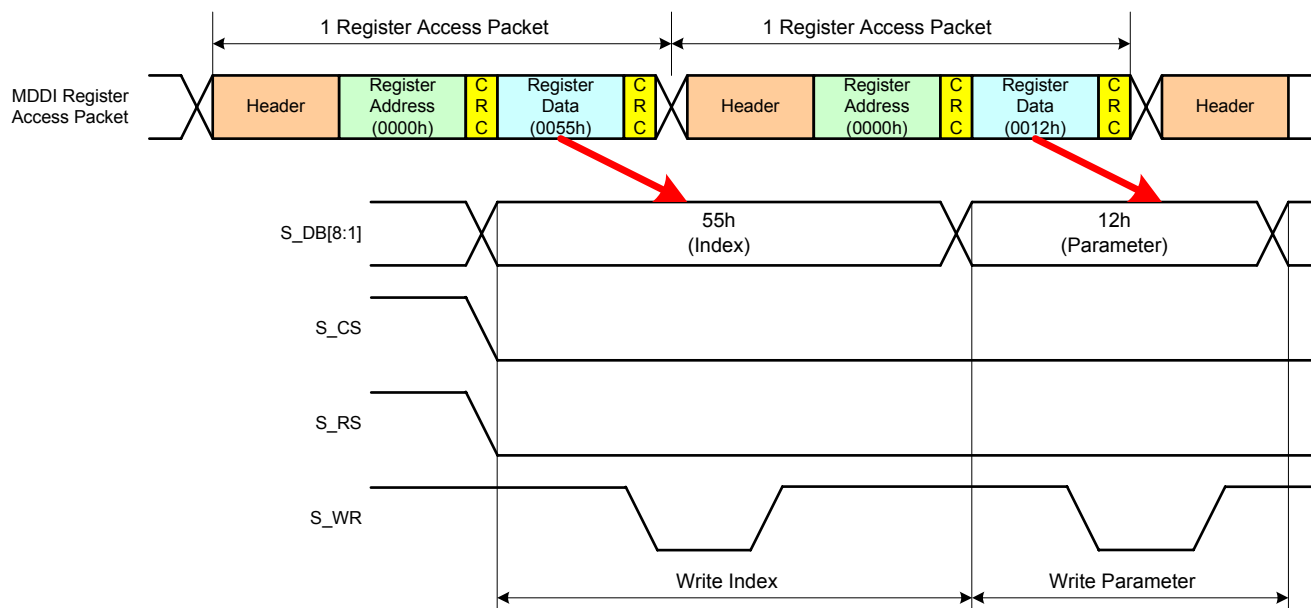 1 Register Access Packet 1 Register Access Packet
MDDI Register
Access Packet
Header
Register
Address
(0000h)
C
R
C
Register
Data
(0055h)
C
R
C
Header
Register
Address
(0000h)
C
R
C
Register
Data
(0012h)
C
R
C
Header
S_DB[8:1]
55h
(Index)
12h
(Parameter)
S_CS
S_RS
S_WR
Write Index Write Parameter